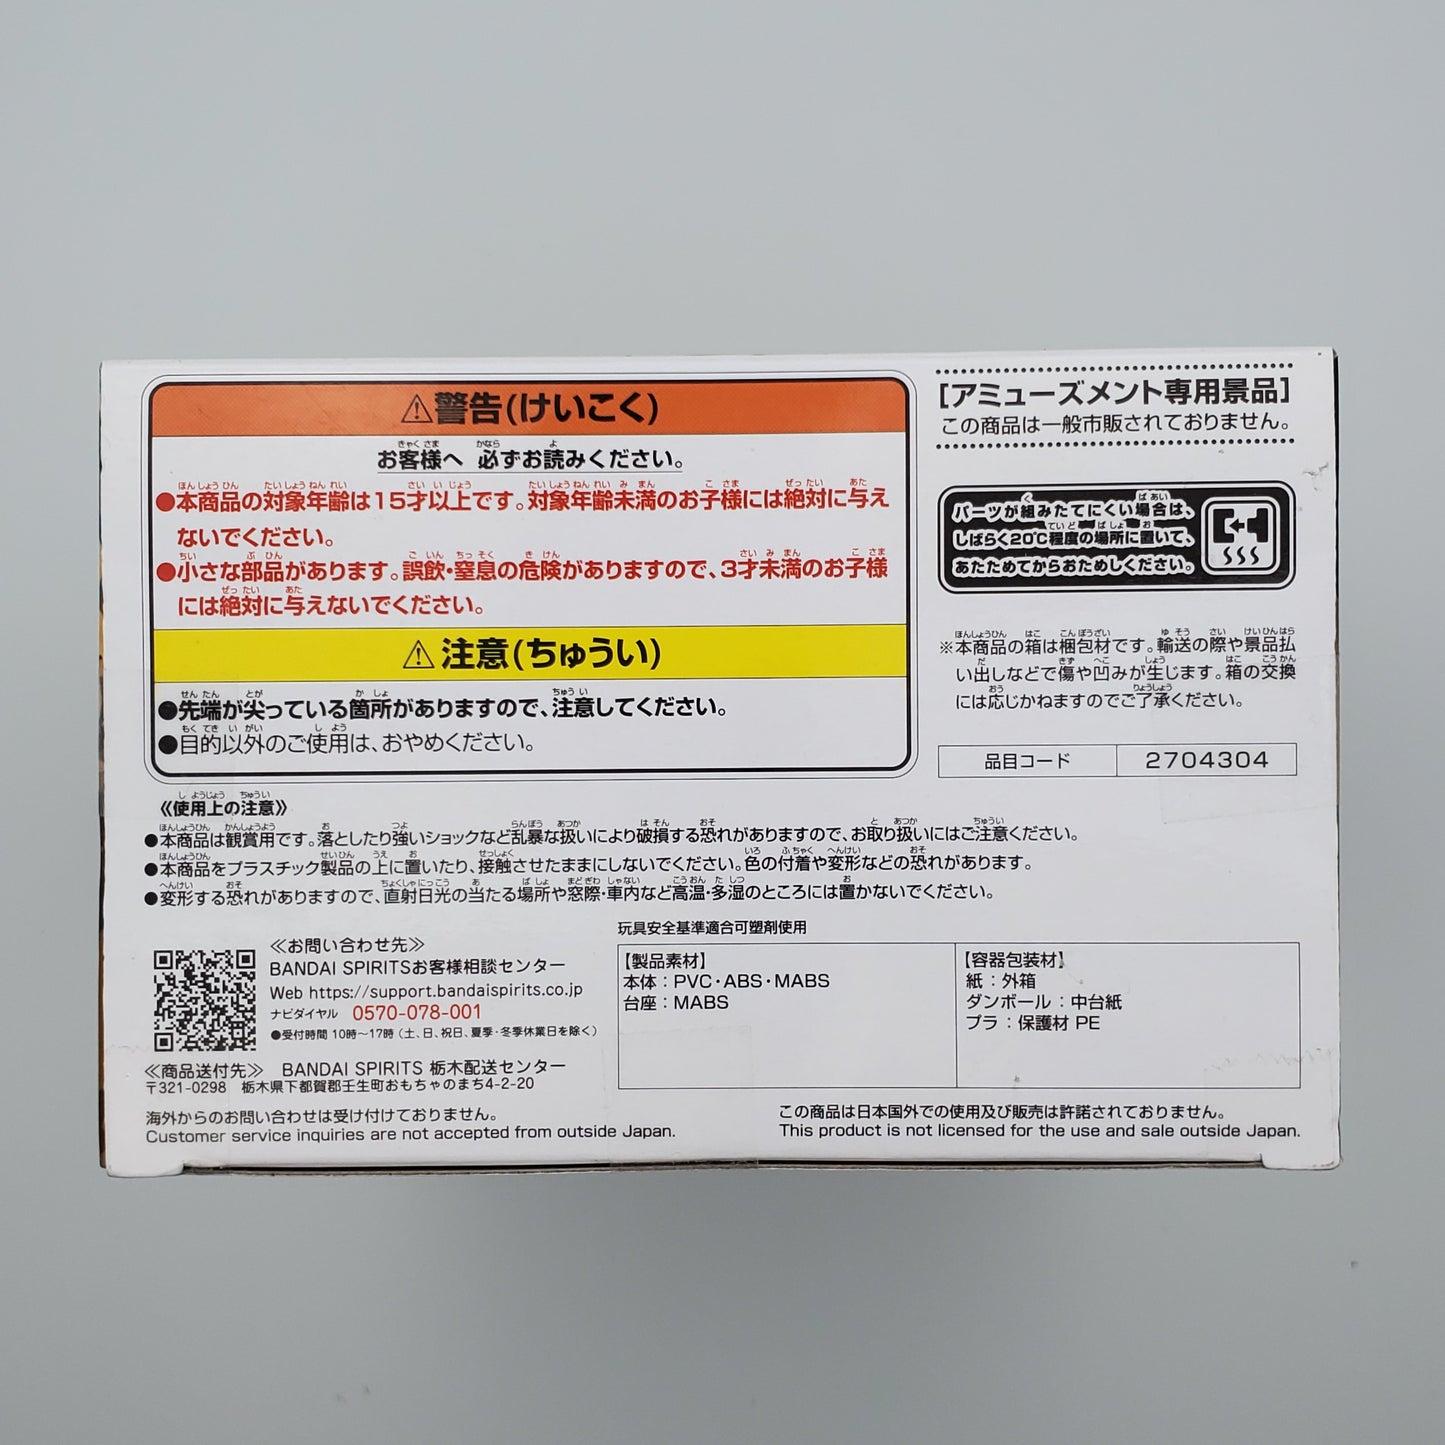 ⚠警告(けいこく)
お客様へ 必ずお読みください。
●本商品の対象年齢は15才以上です。対象年齢未満のお子様には絶対に与え
ないでください。
●小さな部品があります。誤飲・窒息の危険がありますので、3才未満のお子様
には絶対に与えないでください。
⚠注意(ちゅうい)
●先端が尖っている箇所がありますので、注意してください。
●目的以外のご使用は、おやめください。
[アミューズメント専用景品]
この商品は一般市販されておりません。
パーツが組みたてにくい場合は、
しばらく20℃程度の場所に置いて、
あたためてからおためしください。
※本商品の箱は梱包材です。輸送の際や景品払
い出しなどで傷や凹みが生じます。箱の交換
には応じかねますのでご了承ください。
品目コード 2704304
《使用上の注意》
●本商品は観賞用です。落としたり強いショックなど乱暴な扱いにより破損する恐れがありますので、お取り扱いにはご注意ください。
●本商品をプラスチック製品の上に置いたり、接触させたままにしないでください。色の付着や変形などの恐れがあります。
●変形する恐れがありますので、直射日光の当たる場所や窓際・車内など高温・多湿のところには置かないでください。
≪お問い合わせ先≫
BANDAI SPIRITSお客様相談センター
Web https://support.bandaispirits.co.jp
ナビダイヤル 0570-078-001
●受付時間 10時〜17時(土、日、祝日、夏季・冬季休業日を除く)
≪商品送付先≫ BANDAI SPIRITS 栃木配送センター
〒321-0298 栃木県下都賀郡壬生町おもちゃのまち4-2-20
海外からのお問い合わせは受け付けておりません。
Customer service inquiries are not accepted from outside Japan.
玩具安全基準適合可塑剤使用
【製品素材】
本体：PVC・ABS・MABS
台座：MABS
【容器包装材】
紙：外箱
ダンボール：中台紙
プラ：保護材 PE
この商品は日本国外での使用及び販売は許諾されておりません。
This product is not licensed for the use and sale outside Japan.